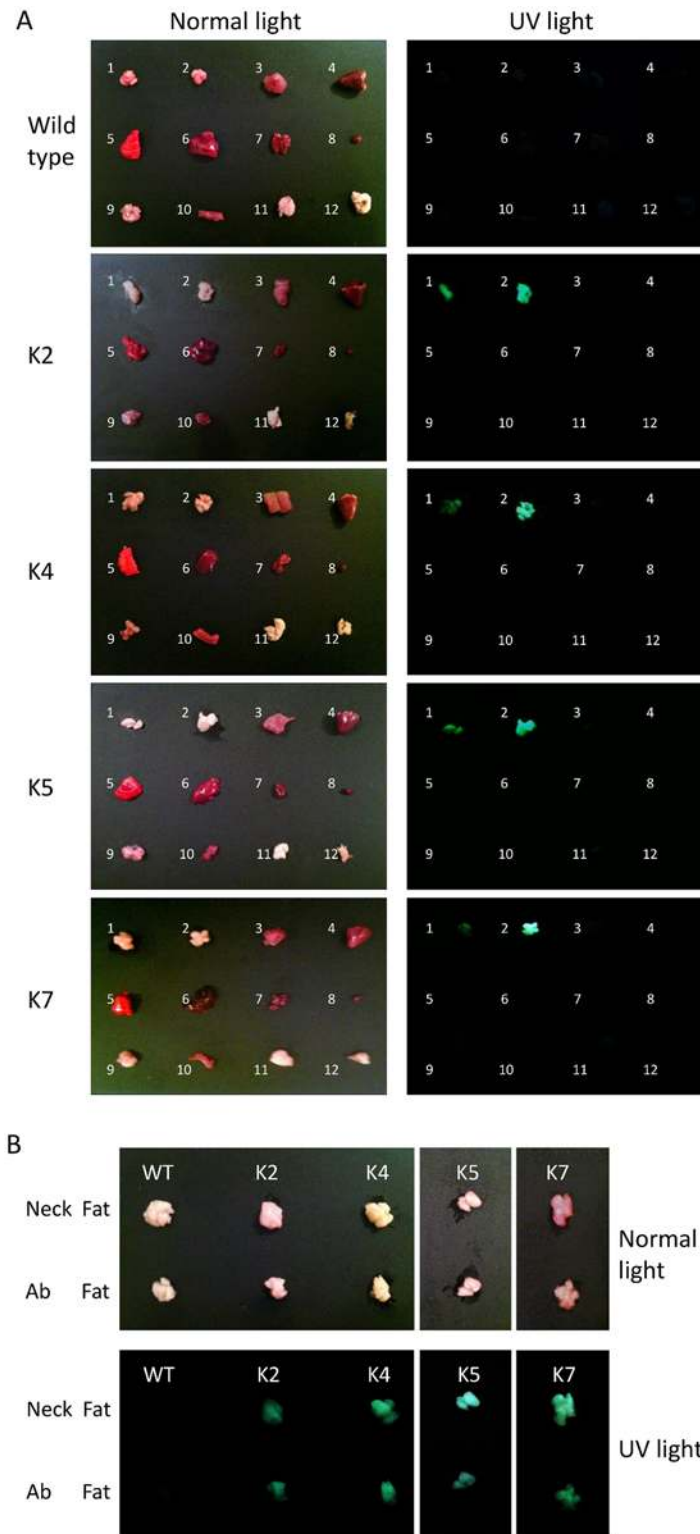 A
Normal light UV light
Wild type
1 2 3 4 1 2 3 4
5 6 7 8 5 6 7 8
9 10 11 12 9 10 11 12
K2
1 2 3 4 1 2 3 4
5 6 7 8 5 6 7 8
9 10 11 12 9 10 11 12
K4
1 2 3 4 1 2 3 4
5 6 7 8 5 6 7 8
9 10 11 12 9 10 11 12
K5
1 2 3 4 1 2 3 4
5 6 7 8 5 6 7 8
9 10 11 12 9 10 11 12
K7
1 2 3 4 1 2 3 4
5 6 7 8 5 6 7 8
9 10 11 12 9 10 11 12
B
WT K2 K4 K5 K7
Neck Fat
Ab Fat
Normal
light
WT K2 K4 K5 K7
Neck Fat
Ab Fat
UV light